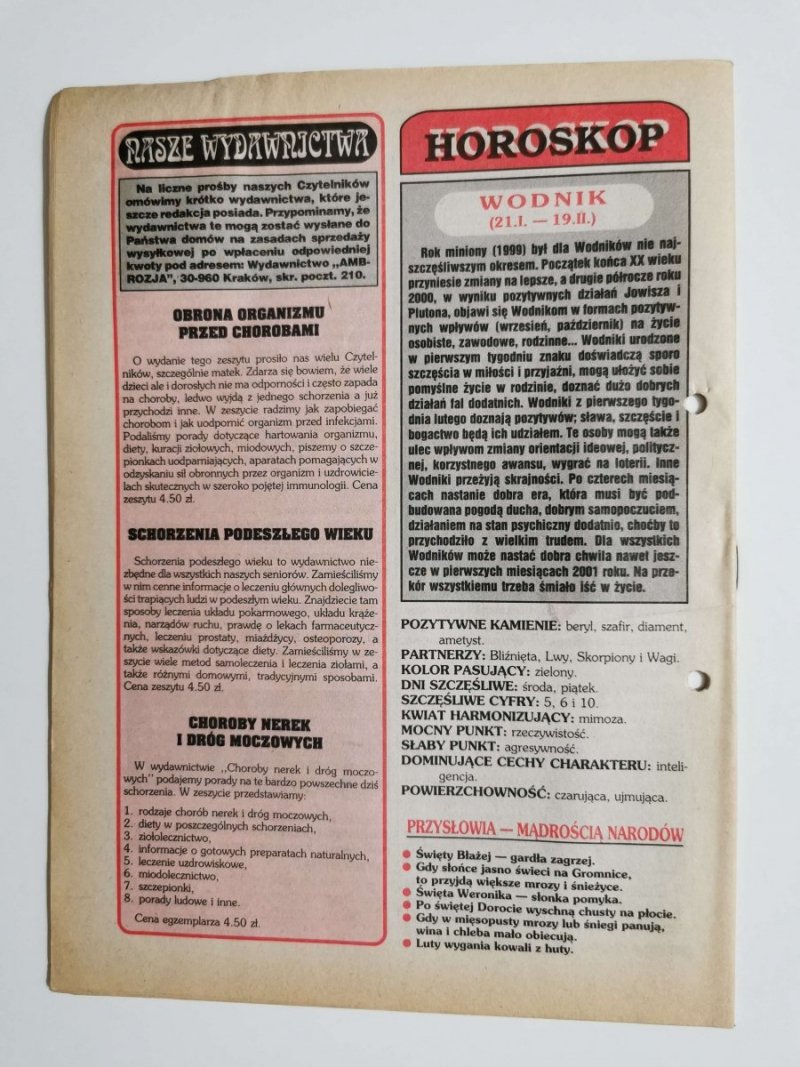 NASZE WYDAWNICTWA
Na liczne prośby naszych Czytelników
omówimy krótko wydawnictwa, które je-
szcze redakcja posiada. Przypominamy, że
wydawnictwa te mogą zostać wysłane do
Państwa domów na zasadach sprzedaży
wysyłkowej po wpłaceniu odpowiedniej
kwoty pod adresem: Wydawnictwo „AMB-
ROZJA”, 30-960 Kraków, skr. poczt. 210.
OBRONA ORGANIZMU
PRZED CHOROBAMI
O wydanie tego zeszytu prosiło nas wielu Czytel-
ników, szczególnie matek. Zdarza się bowiem, że wiele
dzieci ale i dorosłych nie ma odporności i często zapada
na choroby, ledwo wyjdą z jednego schorzenia a już
przychodzi inne. W zeszycie radzimy jak zapobiegać
chorobom i jak uodpornić organizm przed infekcjami.
Podaliśmy porady dotyczące hartowania organizmu,
diety, kuracji ziołowych, miodowych, piszemy o szcze-
pionkach uodparniających, aparatach pomagających w
odzyskaniu sił obronnych przez organizm i uzdrowicie-
lach skutecznych w szeroko pojętej immunologii. Cena
zeszytu 4.50 zł.
SCHORZENIA PODESZŁEGO WIEKU
Schorzenia podeszłego wieku to wydawnictwo nie-
zbędne dla wszystkich naszych seniorów. Zamieściliśmy
w nim cenne informacje o leczeniu głównych dolegliwo-
ści trapiących ludzi w podeszłym wieku. Znajdziecie tam
sposoby leczenia układu pokarmowego, układu krąże-
nia, narządów ruchu, prawdę o lekach farmaceutycz-
nych, leczeniu prostaty, miażdżycy, osteoporozy, a
także wskazówki dotyczące diety. Zamieściliśmy w ze-
szycie wiele metod samoleczenia i leczenia ziołami, a
także różnymi domowymi, tradycyjnymi sposobami.
Cena zeszytu 4.50 zł.
CHOROBY NEREK
I DRÓG MOCZOWYCH
W wydawnictwie „Choroby nerek i dróg moczo-
wych” podajemy porady na te bardzo powszechne dziś
schorzenia. W zeszycie przedstawiamy:
1. rodzaje chorób nerek i dróg moczowych,
2. diety w poszczególnych schorzeniach,
3. ziołolecznictwo,
4. informacje o gotowych preparatach naturalnych,
5. leczenie uzdrowiskowe,
6. miodolecznictwo,
7. szczepionki,
8. porady ludowe i inne.
Cena egzemplarza 4.50 zł.
HOROSKOP
WODNIK
(21.I. — 19.II.)
Rok miniony (1999) był dla Wodników nie naj-
szczęśliwszym okresem. Początek końca XX wieku
przyniesie zmiany na lepsze, a drugie półrocze roku
2000, w wyniku pozytywnych działań Jowisza i
Plutona, objawi się Wodnikom w formach pozytyw-
nych wpływów (wrzesień, październik) na życie
osobiste, zawodowe, rodzinne... Wodniki urodzone
w pierwszym tygodniu znaku doświadczą sporo
szczęścia w miłości i przyjaźni, mogą ułożyć sobie
pomyślne życie w rodzinie, doznać dużo dobrych
działań fal dodatnich. Wodniki z pierwszego tygo-
dnia lutego doznają pozytywów; sława, szczęście i
bogactwo będą ich udziałem. Te osoby mogą także
ulec wpływom zmiany orientacji ideowej, politycz-
nej, korzystnego awansu, wygrać na loterii. Inne
Wodniki przeżyją skrajności. Po czterech miesią-
cach nastanie dobra era, która musi być pod-
budowana pogodą ducha, dobrym samopoczuciem,
działaniem na stan psychiczny dodatnio, choćby to
przychodziło z wielkim trudem. Dla wszystkich
Wodników może nastać dobra chwila nawet jesz-
cze w pierwszych miesiącach 2001 roku. Na prze-
kór wszystkiemu trzeba śmiało iść w życie.
POZYTYWNE KAMIENIE: beryl, szafir, diament,
ametyst.
PARTNERZY: Bliźnięta, Lwy, Skorpiony i Wagi.
KOLOR PASUJĄCY: zielony.
DNI SZCZĘŚLIWE: środa, piątek.
SZCZĘŚLIWE CYFRY: 5, 6 i 10.
KWIAT HARMONIZUJĄCY: mimoza.
MOCNY PUNKT: rzeczywistość.
SŁABY PUNKT: agresywność.
DOMINUJĄCE CECHY CHARAKTERU: inteli-
gencja.
POWIERZCHOWNOŚĆ: czarująca, ujmująca.
PRZYSŁOWIA — MĄDROŚCIĄ NARODÓW
● Święty Błażej — gardła zagrzej.
● Gdy słońce jasno świeci na Gromnice,
to przyjdą większe mrozy i śnieżyce.
● Święta Weronika — słonka pomyka.
● Po świętej Dorocie wyschną chusty na płocie.
● Gdy w mięsopusty mrozy lub śniegi panują,
wina i chleba mało obiecują.
● Luty wygania kowali z huty.